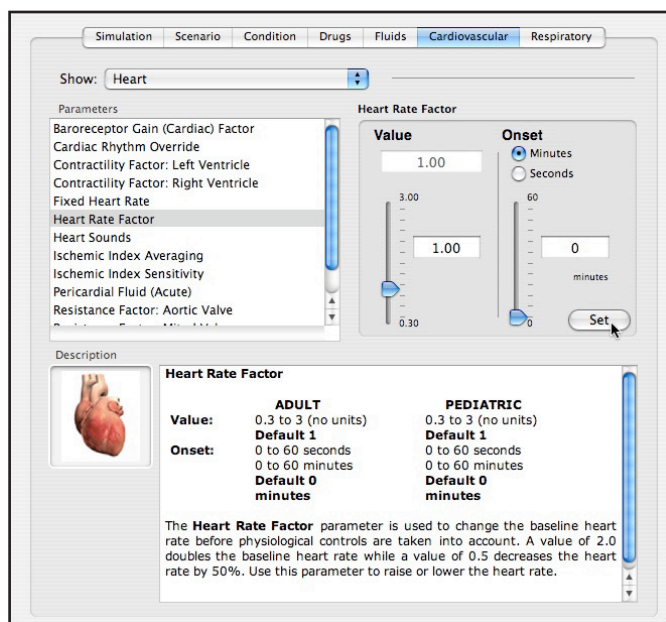 Simulation Scenario Condition Drugs Fluids Cardiovascular Respiratory
Show: Heart
Parameters
Baroreceptor Gain (Cardiac) Factor
Cardiac Rhythm Override
Contractility Factor: Left Ventricle
Contractility Factor: Right Ventricle
Fixed Heart Rate
Heart Rate Factor
Heart Sounds
Ischemic Index Averaging
Ischemic Index Sensitivity
Pericardial Fluid (Acute)
Resistance Factor: Aortic Valve
Heart Rate Factor
Value Onset
1.00
Minutes
Seconds
3.00 60
1.00 0
minutes
0.30 0
Set
Description
Heart Rate Factor
ADULT PEDIATRIC
Value: 0.3 to 3 (no units) 0.3 to 3 (no units)
Default 1 Default 1
Onset: 0 to 60 seconds 0 to 60 seconds
0 to 60 minutes 0 to 60 minutes
Default 0 Default 0
minutes minutes
The Heart Rate Factor parameter is used to change the baseline heart
rate before physiological controls are taken into account. A value of 2.0
doubles the baseline heart rate while a value of 0.5 decreases the heart
rate by 50%. Use this parameter to raise or lower the heart rate.